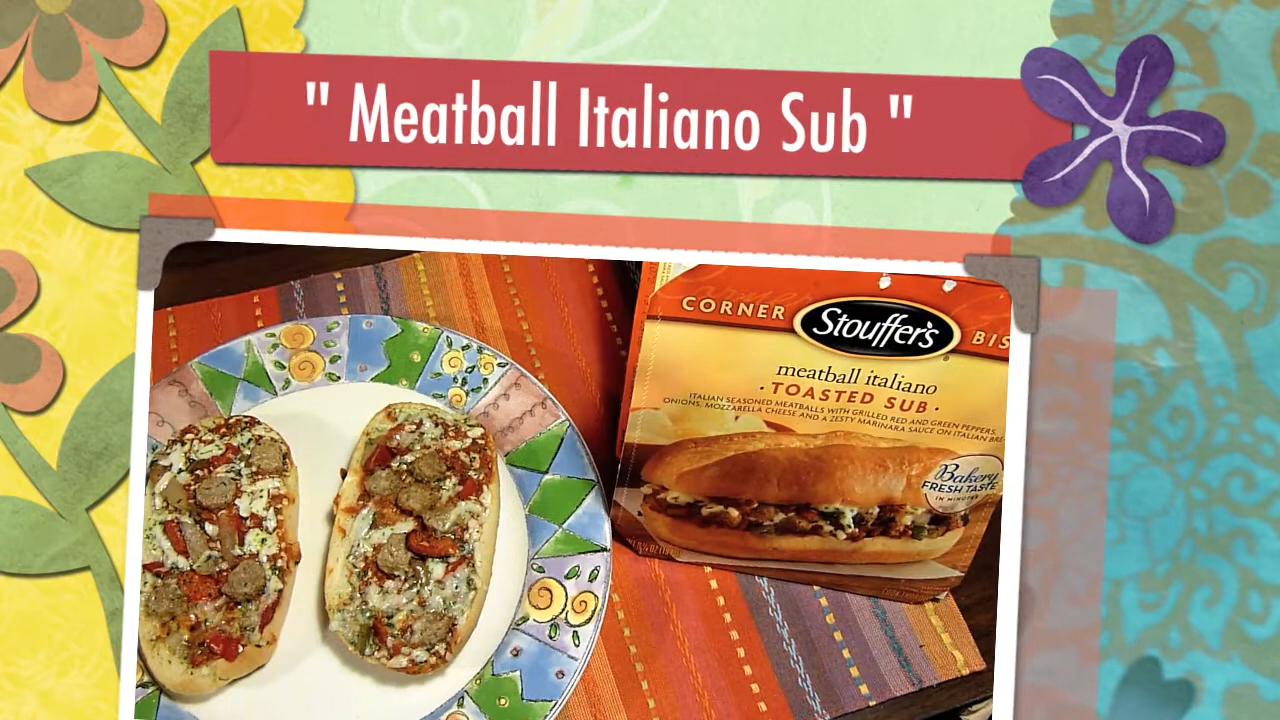 " Meatball Italiano Sub "
CORNER Stouffer's BIS
meatball italiano
· TOASTED SUB ·
ITALIAN SEASONED MEATBALLS WITH GRILLED RED AND GREEN PEPPERS,
ONIONS, MOZZARELLA CHEESE AND A ZESTY MARINARA SAUCE ON ITALIAN BRE
Bakery
FRESH TASTE
IN MINUTES